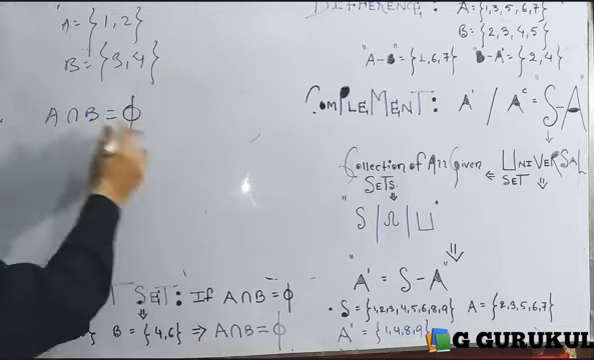 A = {1, 2}
B = {3, 4}
A ∩ B = ϕ
SET: If A∩B = ϕ
B = {4,6} ⇒ A∩B = ϕ
DIFFERENCE :
A = {1,3,5,6,7}
B = {2,3,4,5}
"A-B" = {1,6,7} "B-A" = {2,4}
COMPLEMENT: A' / Aᶜ = "S-A"
Collection of All Given SETS ⇐ UNIVERSAL SET
"S/Ω/U"
"A' = S-A"
S = {1,2,3,4,5,6,8,9} A = {2,3,5,6,7}
A' = {1,4,8,9}
G GURUKUL